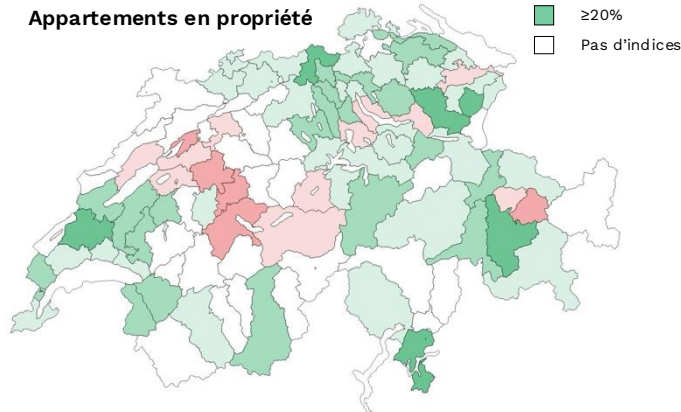 Appartements en propriété
≥20%
Pas d’indices